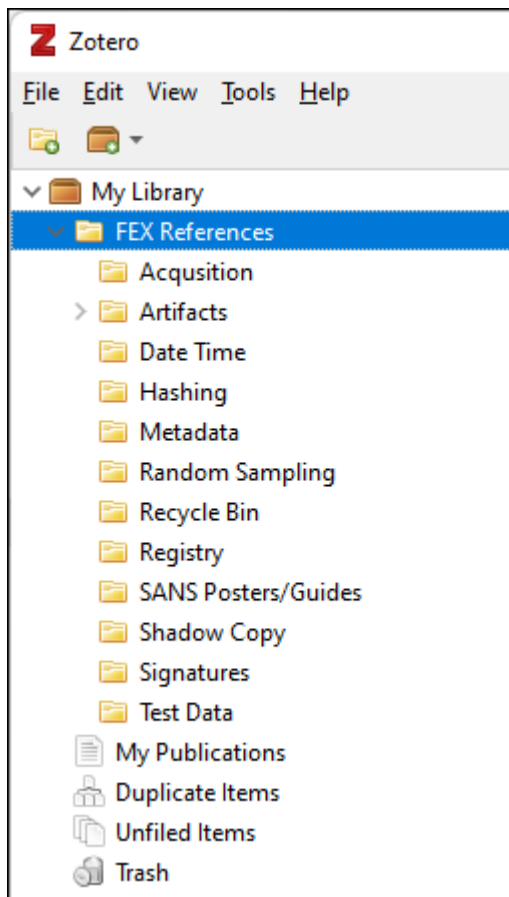 Zotero
File Edit View Tools Help
My Library
FEX References
Acqusition
Artifacts
Date Time
Hashing
Metadata
Random Sampling
Recycle Bin
Registry
SANS Posters/Guides
Shadow Copy
Signatures
Test Data
My Publications
Duplicate Items
Unfiled Items
Trash